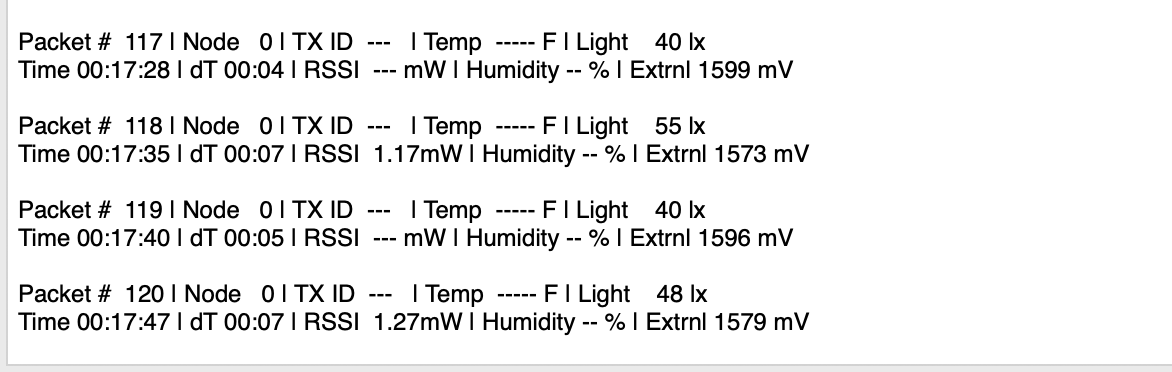 Packet #  117 | Node   0 | TX ID  ---   | Temp  ----- F | Light    40 lx
Time 00:17:28 | dT 00:04 | RSSI  --- mW | Humidity -- % | Extrnl 1599 mV
Packet #  118 | Node   0 | TX ID  ---   | Temp  ----- F | Light    55 lx
Time 00:17:35 | dT 00:07 | RSSI  1.17mW | Humidity -- % | Extrnl 1573 mV
Packet #  119 | Node   0 | TX ID  ---   | Temp  ----- F | Light    40 lx
Time 00:17:40 | dT 00:05 | RSSI  --- mW | Humidity -- % | Extrnl 1596 mV
Packet #  120 | Node   0 | TX ID  ---   | Temp  ----- F | Light    48 lx
Time 00:17:47 | dT 00:07 | RSSI  1.27mW | Humidity -- % | Extrnl 1579 mV